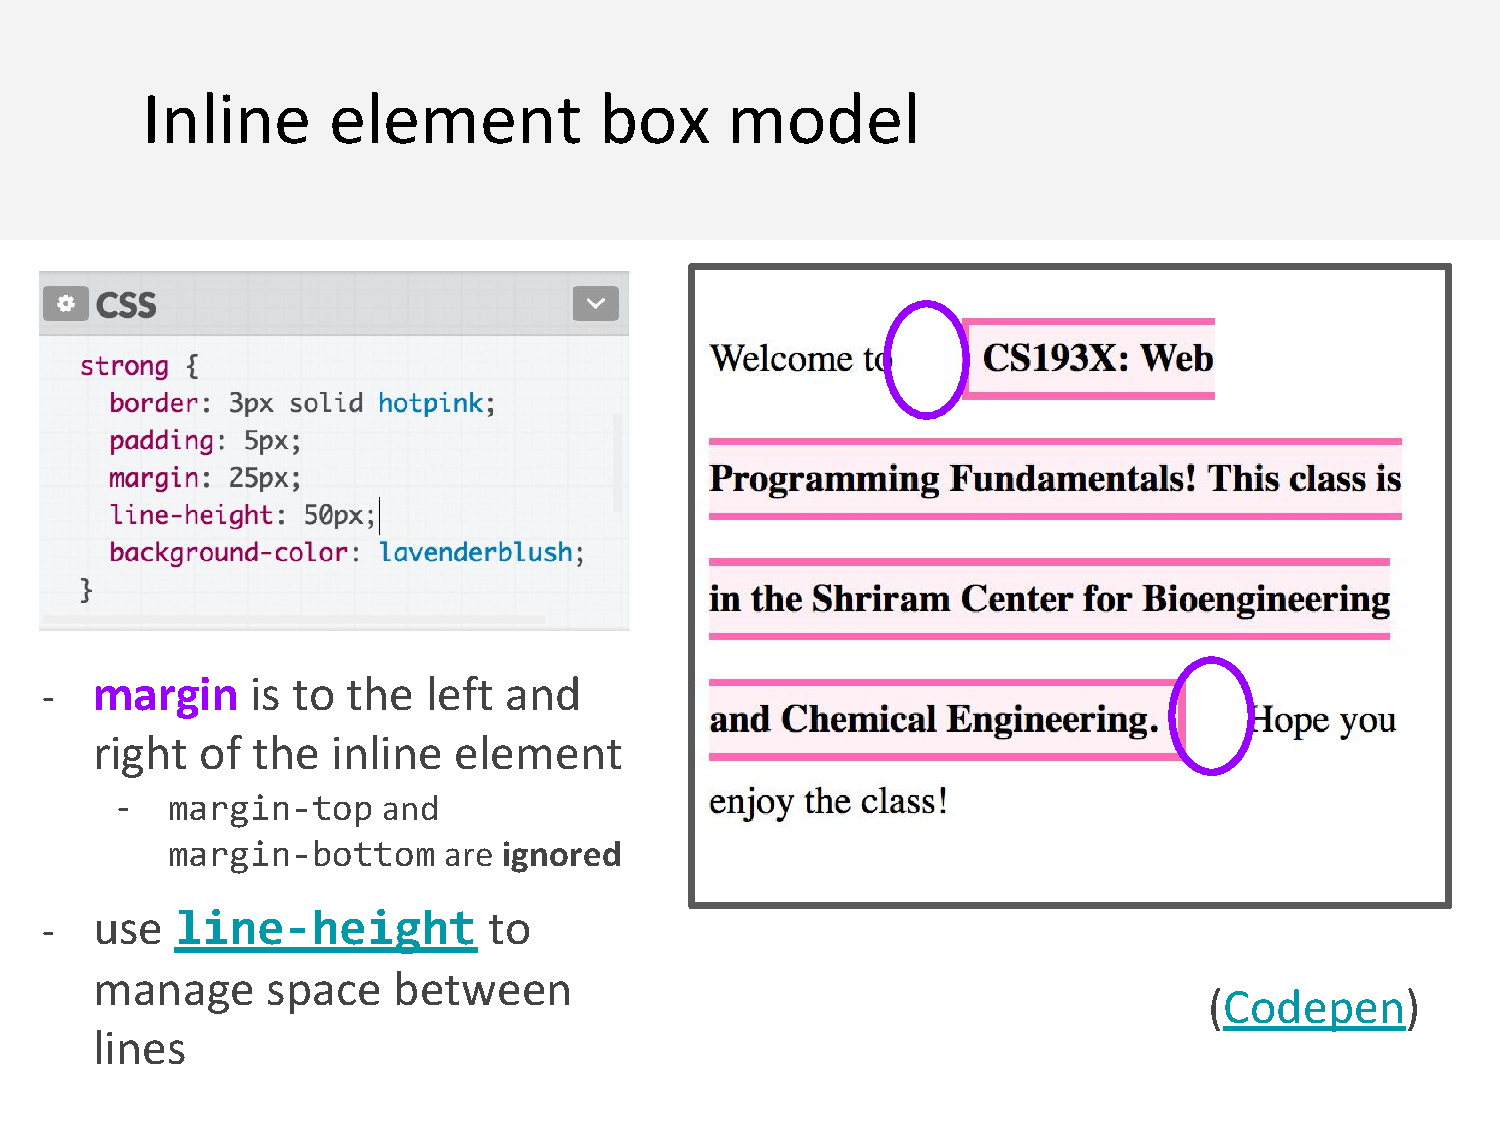 Inline element box model
CSS
strong {
border: 3px solid hotpink;
padding: 5px;
margin: 25px;
line-height: 50px;
background-color: lavenderblush;
}
- margin is to the left and
right of the inline element
- margin-top and
margin-bottom are ignored
- use line-height to
manage space between
lines
Welcome to CS193X: Web
Programming Fundamentals! This class is
in the Shriram Center for Bioengineering
and Chemical Engineering. Hope you
enjoy the class!
(Codepen)